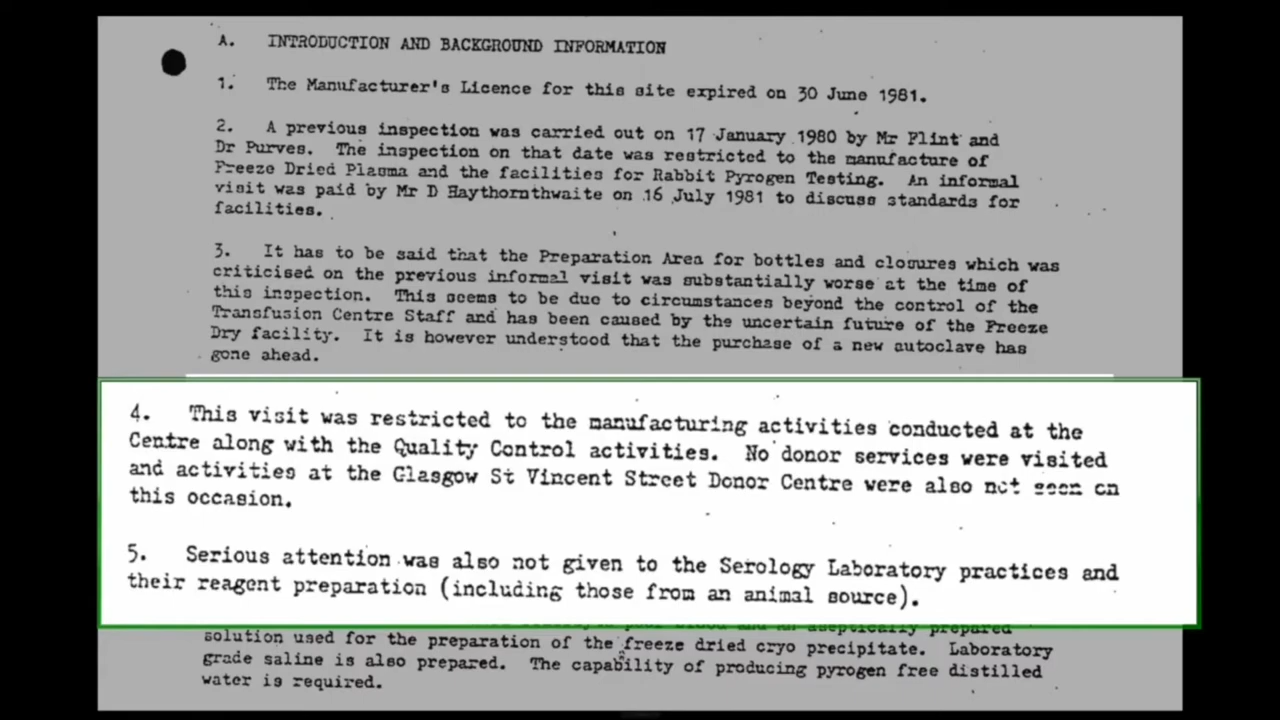 A. INTRODUCTION AND BACKGROUND INFORMATION
1. The Manufacturer's Licence for this site expired on 30 June 1981.
2. A previous inspection was carried out on 17 January 1980 by Mr Flint and
Dr Purves. The inspection on that date was restricted to the manufacture of
Freeze Dried Plasma and the facilities for Rabbit Pyrogen Testing. An informal
visit was paid by Mr D Haythornthwaite on 16 July 1981 to discuss standards for
facilities.
3. It has to be said that the Preparation Area for bottles and closures which was
criticised on the previous informal visit was substantially worse at the time of
this inspection. This seems to be due to circumstances beyond the control of the
Transfusion Centre Staff and has been caused by the uncertain future of the Freeze
Dry facility. It is however understood that the purchase of a new autoclave has
gone ahead.
4. This visit was restricted to the manufacturing activities conducted at the
Centre along with the Quality Control activities. No donor services were visited
and activities at the Glasgow St Vincent Street Donor Centre were also not seen on
this occasion.
5. Serious attention was also not given to the Serology Laboratory practices and
their reagent preparation (including those from an animal source).
blood and an aseptically prepared
solution used for the preparation of the freeze dried cryo precipitate. Laboratory
grade saline is also prepared. The capability of producing pyrogen free distilled
water is required.